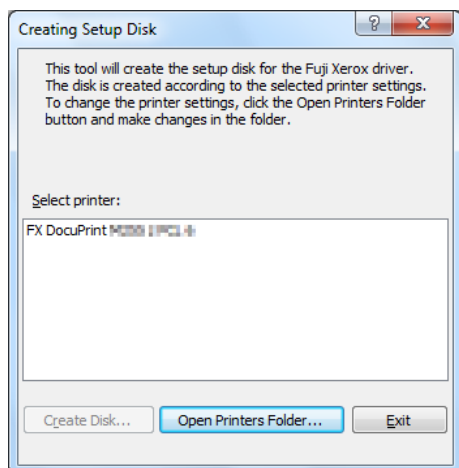 Creating Setup Disk
This tool will create the setup disk for the Fuji Xerox driver.
The disk is created according to the selected printer settings.
To change the printer settings, click the Open Printers Folder
button and make changes in the folder.
Select printer:
FX DocuPrint
Create Disk...
Open Printers Folder...
Exit